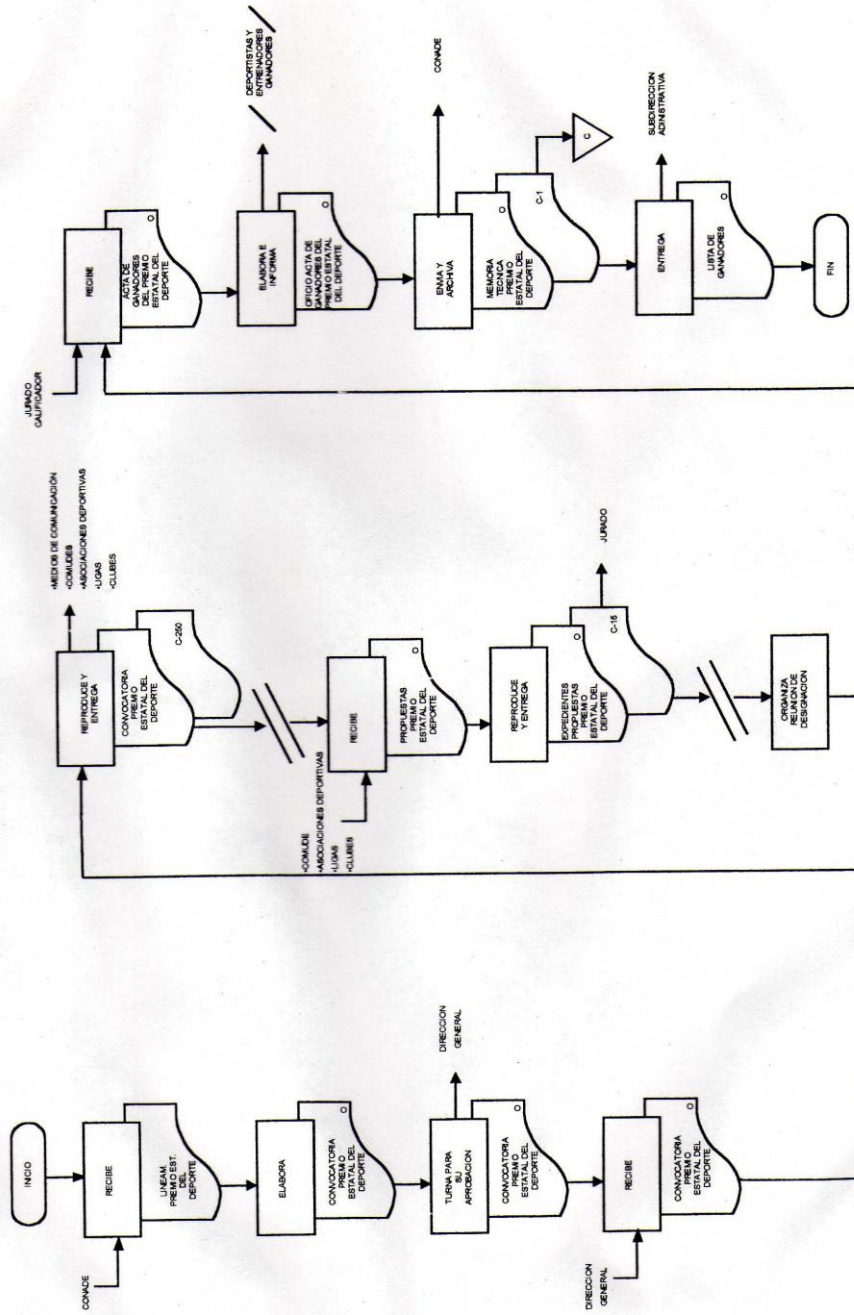 INICIO
CONADE
RECIBE
LINEAM.
PREMIO EST.
DEL
DEPORTE
ELABORA
CONVOCATORIA
PREMIO
ESTATAL DEL
DEPORTE
O
TURNA PARA
SU
APROBACION
DIRECCION
GENERAL
CONVOCATORIA
PREMIO
ESTATAL DEL
DEPORTE
O
DIRECCION
GENERAL
RECIBE
CONVOCATORIA
PREMIO
ESTATAL DEL
DEPORTE
O
REPRODUCE Y
ENTREGA
•MEDIOS DE COMUNICACIÓN
•COMUDES
•ASOCIACIONES DEPORTIVAS
•LIGAS
•CLUBES
CONVOCATORIA
PREMIO
ESTATAL DEL
DEPORTE
C-250
•COMUDE
•ASOCIACIONES DEPORTIVAS
•LIGAS
•CLUBES
RECIBE
PROPUESTAS
PREMIO
ESTATAL DEL
DEPORTE
O
REPRODUCE
Y ENTREGA
EXPEDIENTES
PROPUESTAS
PREMIO
ESTATAL DEL
DEPORTE
O
C-15
JURADO
ORGANIZA
REUNION DE
DESIGNACION
JURADO
CALIFICADOR
RECIBE
ACTA DE
GANADORES
DEL PREMIO
ESTATAL DEL
DEPORTE
O
ELABORA E
INFORMA
DEPORTISTAS Y
ENTRENADORES
GANADORES
OFICIO ACTA DE
GANADORES DEL
PREMIO ESTATAL
DEL DEPORTE
O
ENVIA Y
ARCHIVA
CONADE
MEMORIA
TECNICA
PREMIO
ESTATAL DEL
DEPORTE
O
C-1
C
ENTREGA
SUBDIRECCION
ADINISTRATIVA
LISTA DE
GANADORES
O
FIN